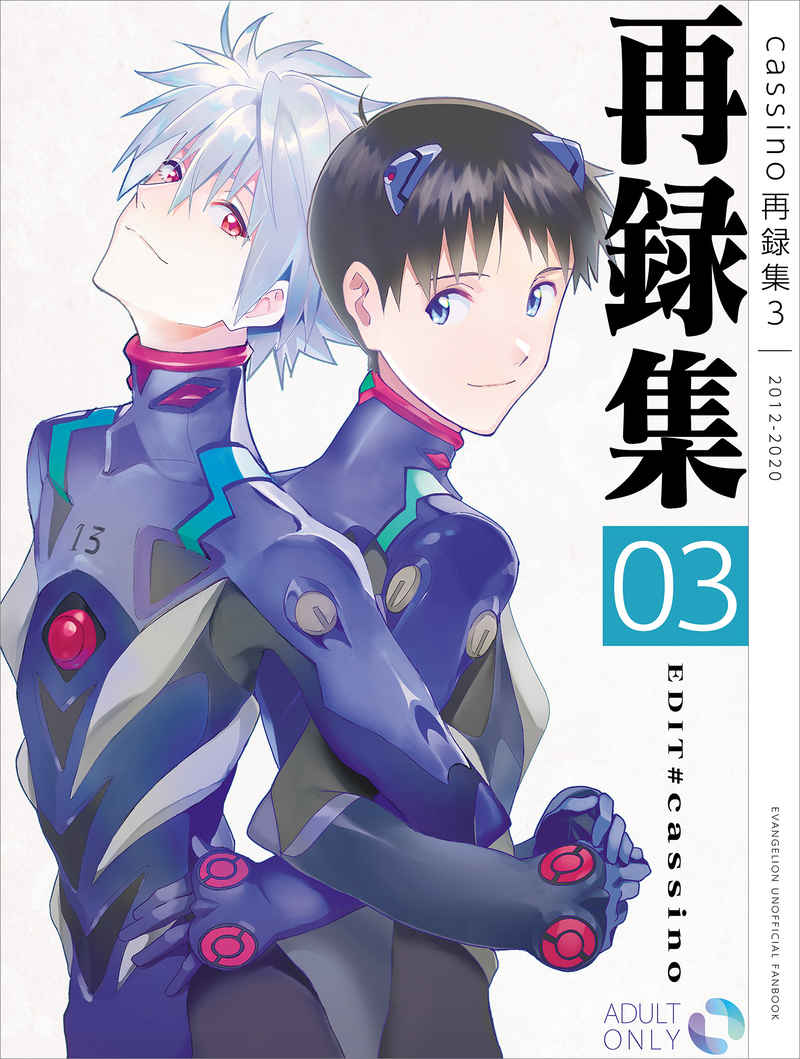 再録集
03
EDIT#cassino
ADULT
ONLY
cassino 再録集 3
2012-2020
EVANGELION UNOFFICIAL FANBOOK
13